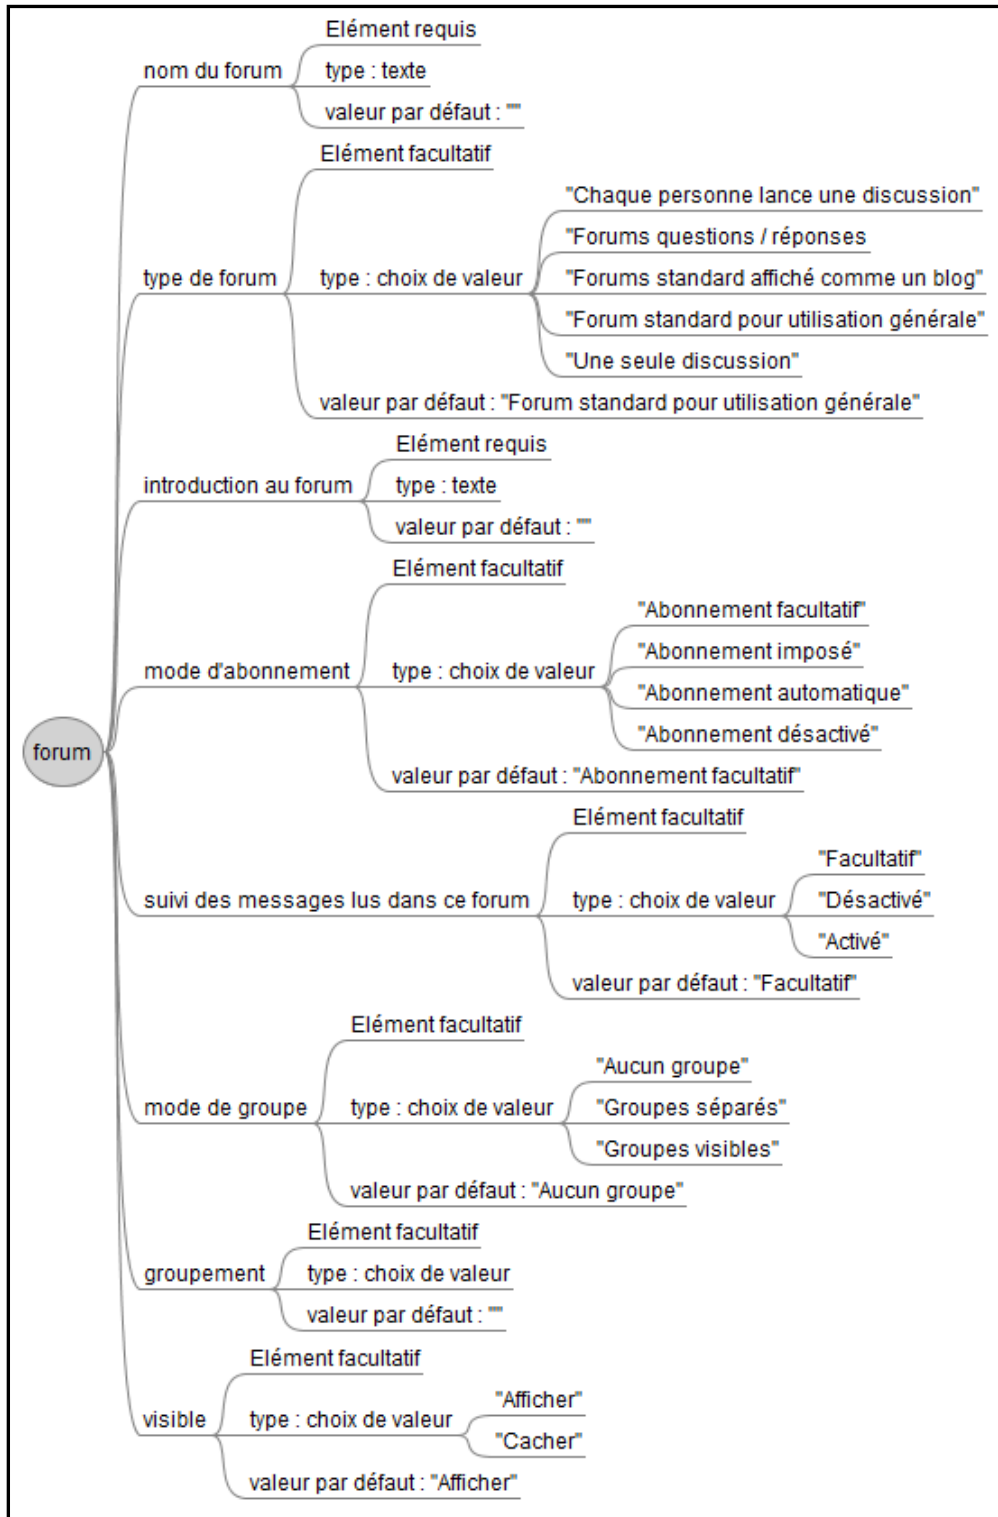 Elément requis
nom du forum
type : texte
valeur par défaut : ""
Elément facultatif
"Chaque personne lance une discussion"
"Forums questions / réponses
type de forum
type : choix de valeur
"Forums standard affiché comme un blog"
"Forum standard pour utilisation générale"
"Une seule discussion"
valeur par défaut : "Forum standard pour utilisation générale"
Elément requis
introduction au forum
type : texte
valeur par défaut : ""
Elément facultatif
"Abonnement facultatif"
"Abonnement imposé"
mode d'abonnement
type : choix de valeur
"Abonnement automatique"
"Abonnement désactivé"
forum
valeur par défaut : "Abonnement facultatif"
Elément facultatif
"Facultatif"
suivi des messages lus dans ce forum
type : choix de valeur
"Désactivé"
"Activé"
valeur par défaut : "Facultatif"
Elément facultatif
"Aucun groupe"
mode de groupe
type : choix de valeur
"Groupes séparés"
"Groupes visibles"
valeur par défaut : "Aucun groupe"
Elément facultatif
groupement
type : choix de valeur
valeur par défaut : ""
Elément facultatif
"Afficher"
visible
type : choix de valeur
"Cacher"
valeur par défaut : "Afficher"